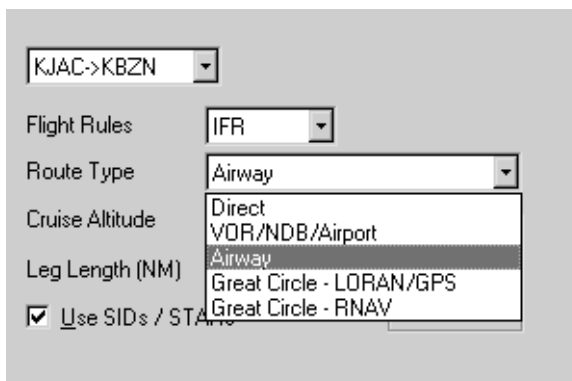 KJAC->KBZN
Flight Rules IFR
Route Type Airway
Cruise Altitude Direct
VOR/NDB/Airport
Airway
Leg Length (NM) Great Circle - LORAN/GPS
Use SIDs / Great Circle - RNAV